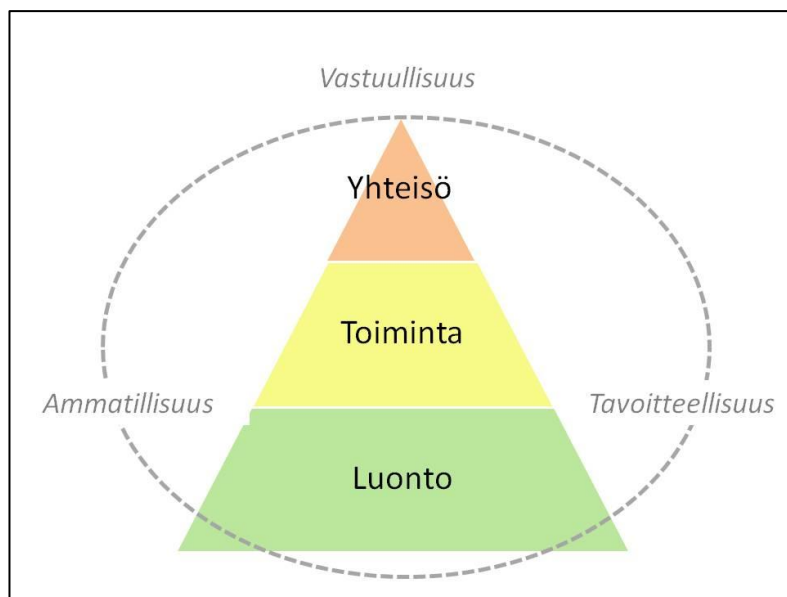 Vastuullisuus
Yhteisö
Toiminta
Ammatillisuus
Tavoitteellisuus
Luonto